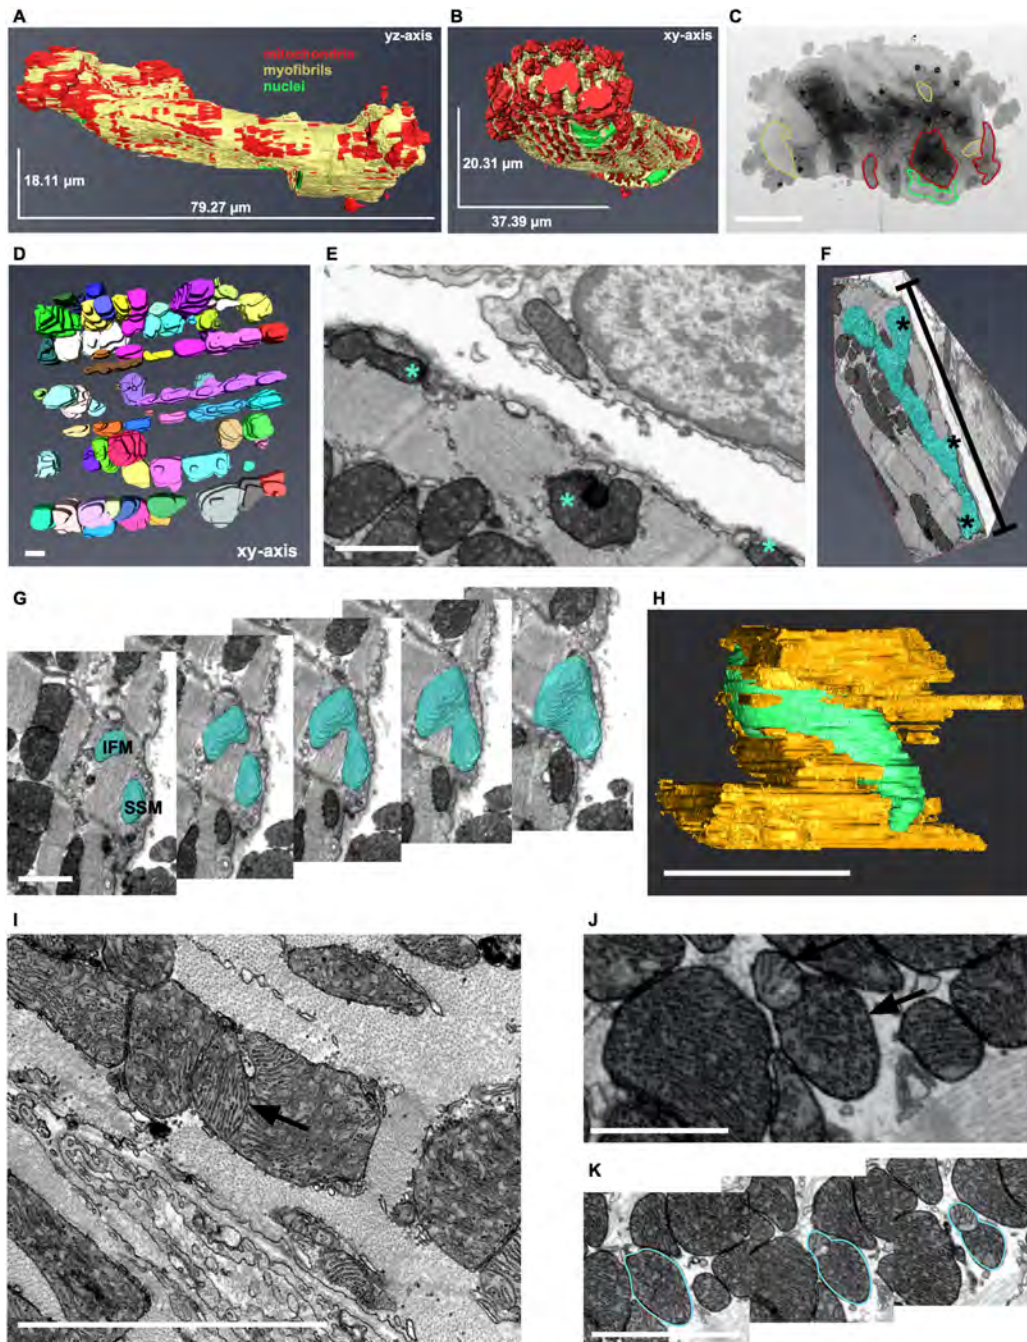 A
yz-axis
mitochondria
myofibrils
nuclei
18.11 µm
79.27 µm
B
xy-axis
20.31 µm
37.39 µm
C
D
xy-axis
E
F
G
IFM
SSM
H
I
J
K